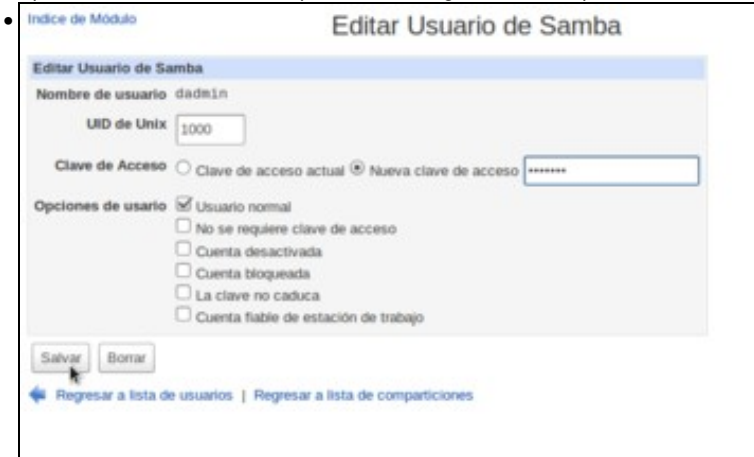 Indice de Módulo
Editar Usuario de Samba
Editar Usuario de Samba
Nombre de usuario dadmin
UID de Unix 1000
Clave de Acceso Clave de acceso actual Nueva clave de acceso •••••••
Opciones de usario Usuario normal
No se requiere clave de acceso
Cuenta desactivada
Cuenta bloqueada
La clave no caduca
Cuenta fiable de estación de trabajo
Salvar Borrar
Regresar a lista de usuarios | Regresar a lista de comparticiones